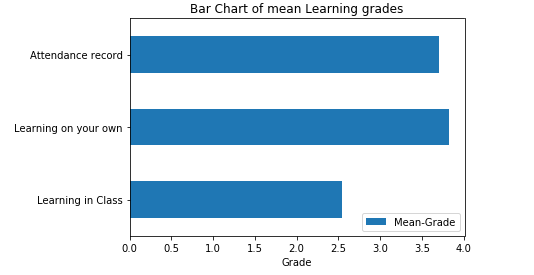 Bar Chart of mean Learning grades
Attendance record
Learning on your own
Learning in Class
Mean-Grade
0.0 0.5 1.0 1.5 2.0 2.5 3.0 3.5 4.0
Grade